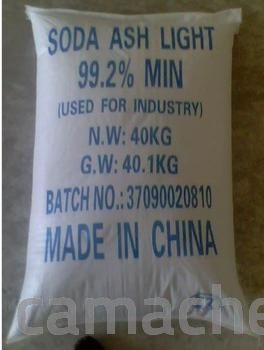 SODA ASH LIGHT
99.2% MIN
(USED FOR INDUSTRY)
N.W: 40KG
G.W: 40.1KG
BATCH NO.: 37090020810
MADE IN CHINA
camache